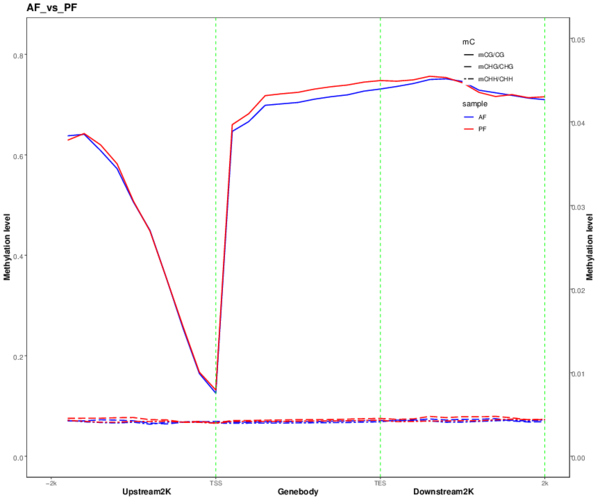 AF_vs_PF
mC
mCG/CG
mCHG/CHG
mCHH/CHH
sample
AF
PF
0.8
0.6
0.4
0.2
0.0
Methylation level
0.05
0.04
0.03
0.02
0.01
0.00
Methylation level
−2k
TSS
TES
2k
Upstream2K
Genebody
Downstream2K